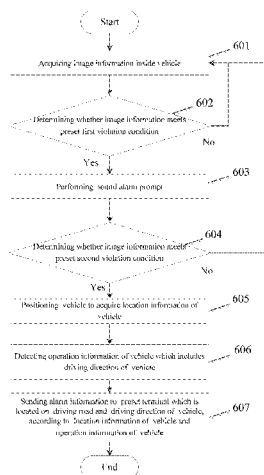 Start
601
Acquiring image information inside vehicle
602
Determining whether image information meets
preset first violation condition
No
Yes
603
Performing sound alarm prompt
604
Determining whether image information meets
preset second violation condition
No
Yes
605
Positioning vehicle to acquire location information of
vehicle
606
Detecting operation information of vehicle which includes
driving direction of vehicle
Sending alarm information to preset terminal which is
located on driving road and driving direction of vehicle,
according to location information of vehicle and
operation information of vehicle
607
End